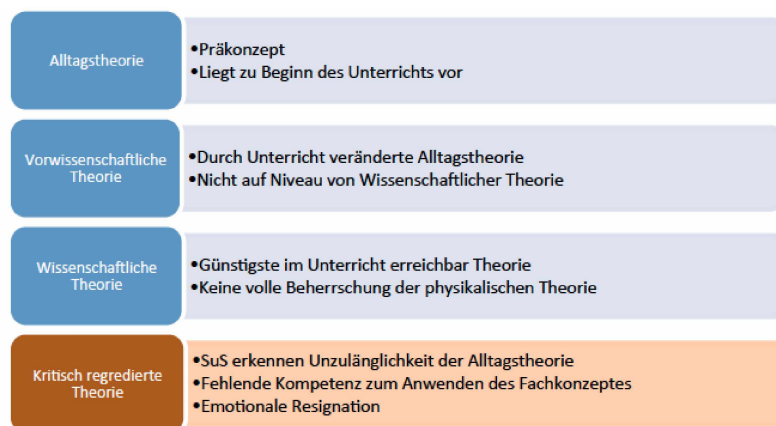 Alltagstheorie
•Präkonzept
•Liegt zu Beginn des Unterrichts vor
Vorwissenschaftliche
Theorie
•Durch Unterricht veränderte Alltagstheorie
•Nicht auf Niveau von Wissenschaftlicher Theorie
Wissenschaftliche
Theorie
•Günstigste im Unterricht erreichbar Theorie
•Keine volle Beherrschung der physikalischen Theorie
Kritisch regredierte
Theorie
•SuS erkennen Unzulänglichkeit der Alltagstheorie
•Fehlende Kompetenz zum Anwenden des Fachkonzeptes
•Emotionale Resignation